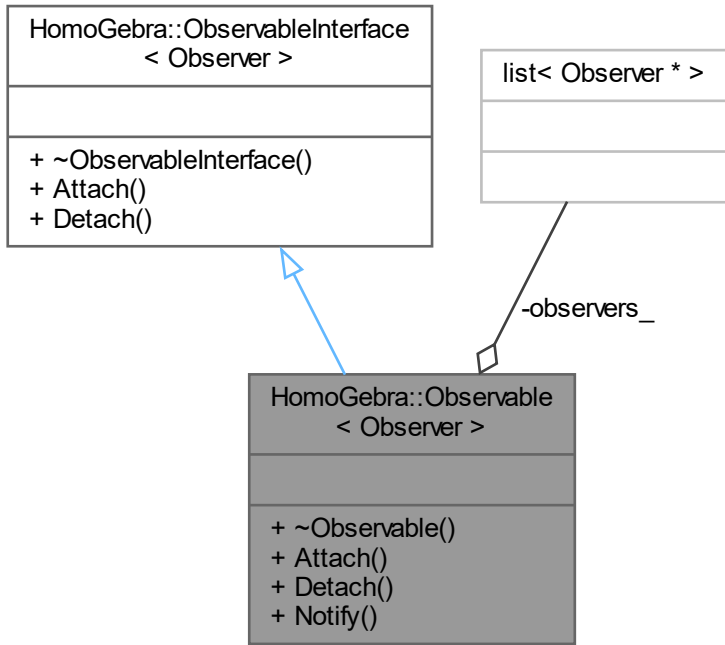 HomoGebra::ObservableInterface
< Observer >
+ ~ObservableInterface()
+ Attach()
+ Detach()
list< Observer * >
-observers_
HomoGebra::Observable
< Observer >
+ ~Observable()
+ Attach()
+ Detach()
+ Notify()